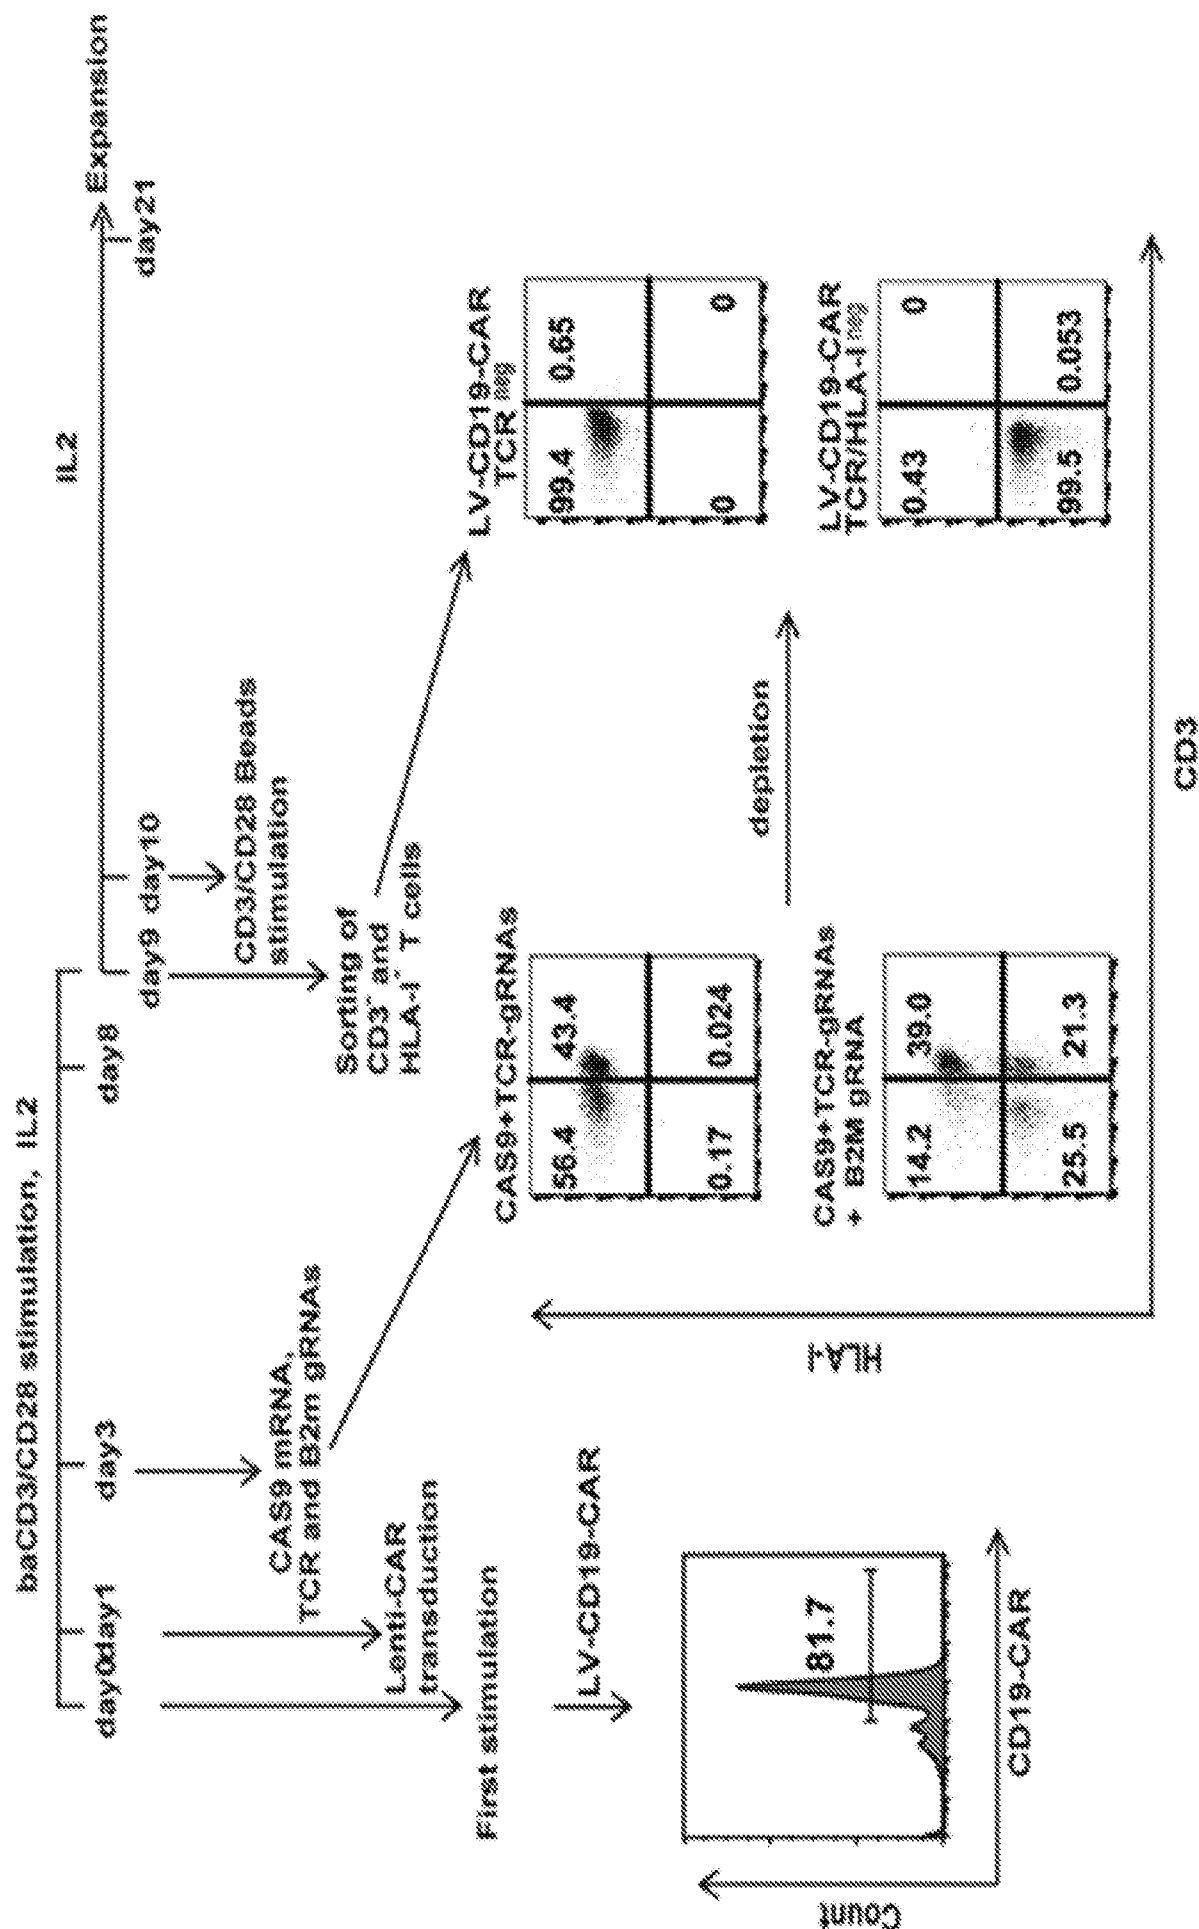 baCD3/CD28 stimulation, IL2
IL2
day0
day1
day3
day8
day9
day10
day21
Expansion
CAS9 mRNA,
TCR and B2m gRNAs
CD3/CD28 Beads
stimulation
Lenti-CAR
transduction
Sorting of
CD3⁻ and
HLA-I⁻ T cells
First stimulation
LV-CD19-CAR
81.7
Count
CD19-CAR
CAS9+TCR-gRNAs
56.4
43.4
0.17
0.024
LV-CD19-CAR
TCR neg
99.4
0.65
0
0
depletion
CAS9+TCR-gRNAs
+ B2M gRNA
14.2
39.0
25.5
21.3
LV-CD19-CAR
TCR/HLA-I neg
0.43
0
99.5
0.053
HLA-I
CD3